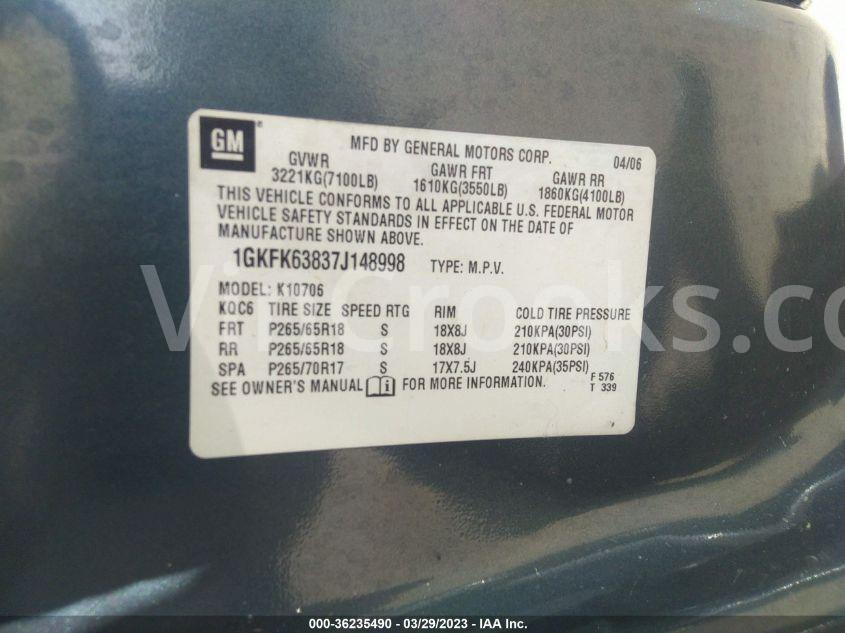 GM
MFD BY GENERAL MOTORS CORP. 04/06
GVWR GAWR FRT GAWR RR
3221KG(7100LB) 1610KG(3550LB) 1860KG(4100LB)
THIS VEHICLE CONFORMS TO ALL APPLICABLE U.S. FEDERAL MOTOR
VEHICLE SAFETY STANDARDS IN EFFECT ON THE DATE OF
MANUFACTURE SHOWN ABOVE.
1GKFK63837J148998 TYPE: M.P.V.
MODEL: K10706
KQC6 TIRE SIZE SPEED RTG RIM COLD TIRE PRESSURE
FRT P265/65R18 S 18X8J 210KPA(30PSI)
RR P265/65R18 S 18X8J 210KPA(30PSI)
SPA P265/70R17 S 17X7.5J 240KPA(35PSI)
SEE OWNER'S MANUAL i FOR MORE INFORMATION.
F 576
T 339
000-36235490 - 03/29/2023 - IAA Inc.